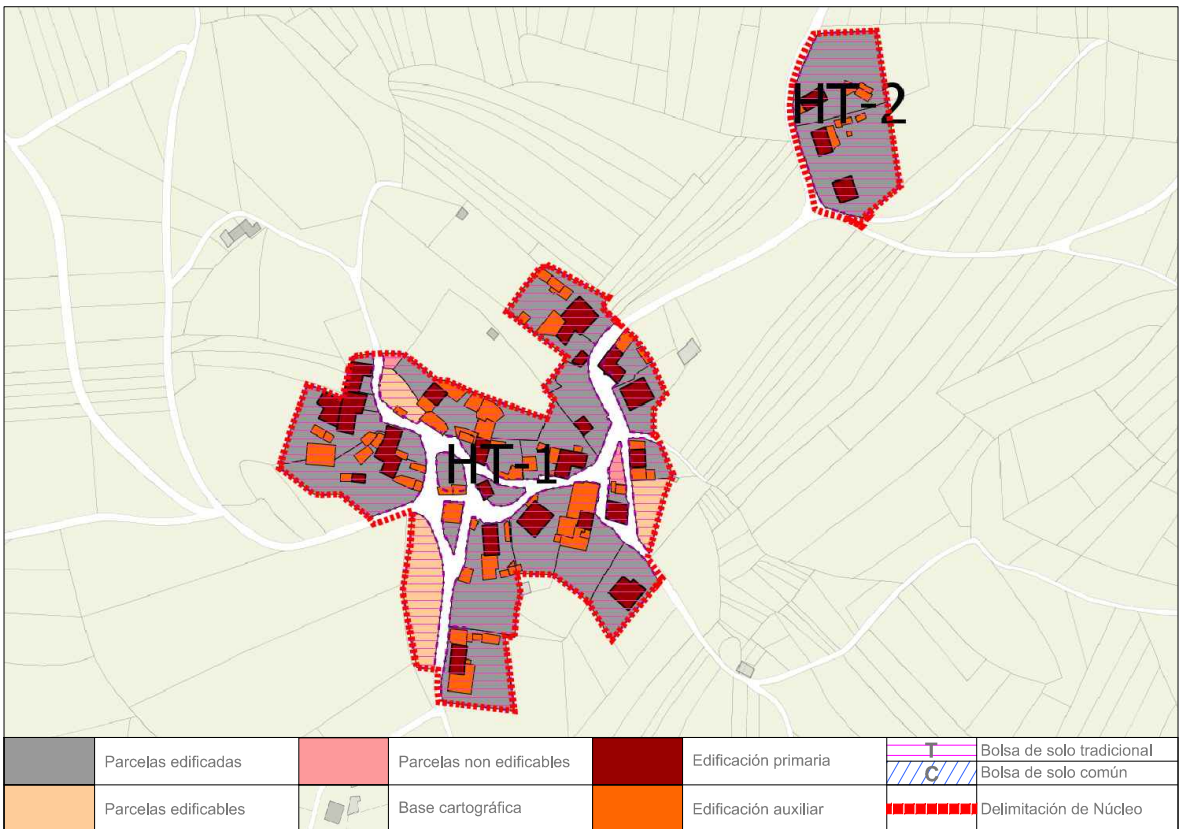 HT-2
HT-1
Parcelas edificadas
Parcelas non edificables
Edificación primaria
T
Bolsa de solo tradicional
C
Bolsa de solo común
Parcelas edificables
Base cartográfica
Edificación auxiliar
Delimitación de Núcleo